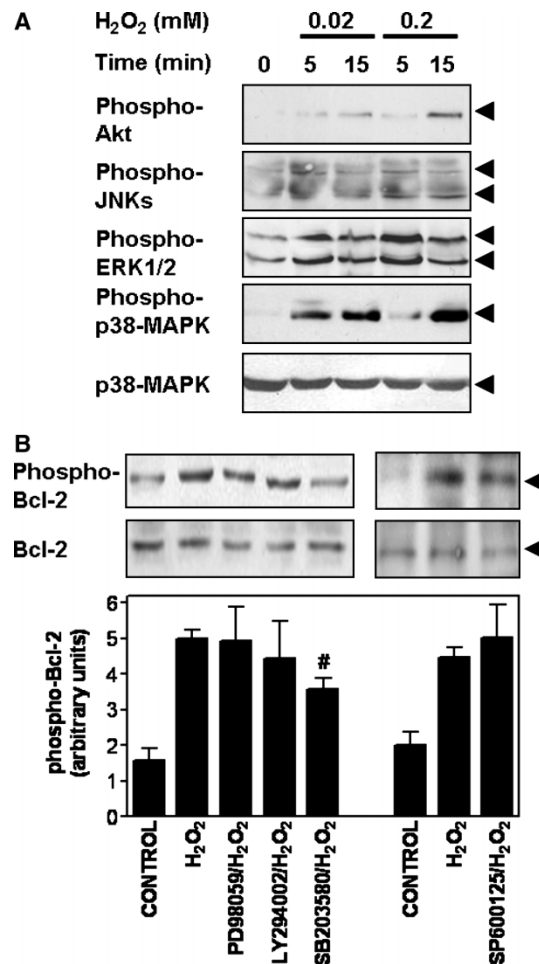 A
H₂O₂ (mM) 0.02 0.2
Time (min) 0 5 15 5 15
Phospho-
Akt
Phospho-
JNKs
Phospho-
ERK1/2
Phospho-
p38-MAPK
p38-MAPK
B
Phospho-
Bcl-2
Bcl-2
phospho-Bcl-2
(arbitrary units)
6
5
4
3
2
1
0
#
CONTROL
H₂O₂
PD98059/H₂O₂
LY294002/H₂O₂
SB203580/H₂O₂
CONTROL
H₂O₂
SP600125/H₂O₂